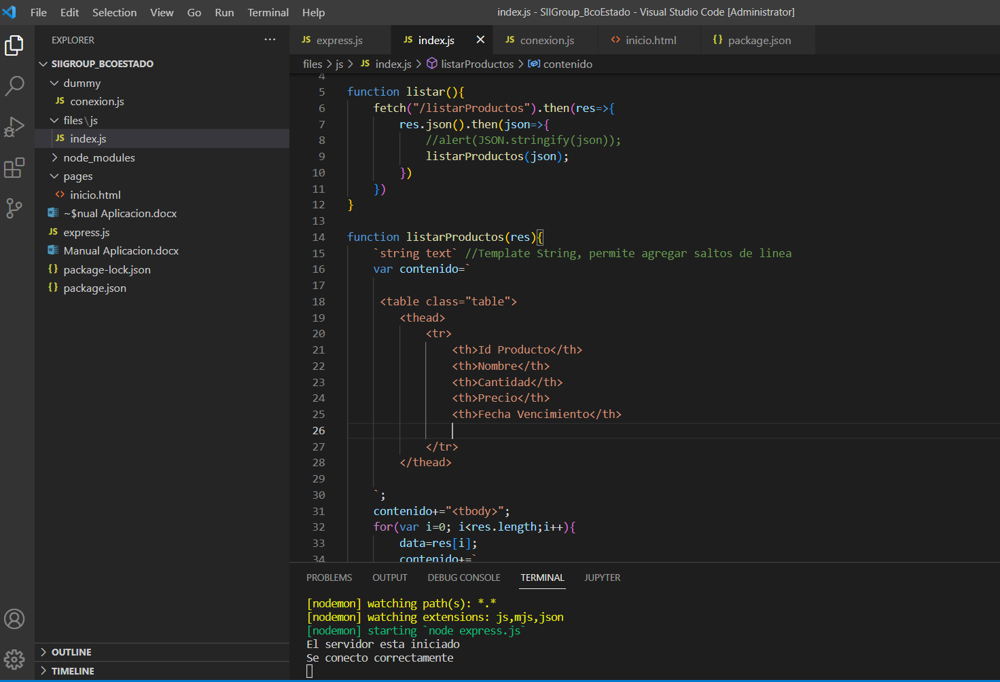 File Edit Selection View Go Run Terminal Help
index.js - SIIGroup_BcoEstado - Visual Studio Code [Administrator]
EXPLORER ...
SIIGROUP_BCOESTADO
dummy
JS conexion.js
files\js
JS index.js
node_modules
pages
<> inicio.html
~$nual Aplicacion.docx
JS express.js
Manual Aplicacion.docx
{} package-lock.json
{} package.json
OUTLINE
TIMELINE
JS express.js JS index.js × JS conexion.js <> inicio.html {} package.json
files > js > JS index.js > listarProductos > contenido
4
5 function listar(){
6 fetch("/listarProductos").then(res=>{
7 res.json().then(json=>{
8 //alert(JSON.stringify(json));
9 listarProductos(json);
10 })
11 })
12 }
13
14 function listarProductos(res){
15 `string text` //Template String, permite agregar saltos de linea
16 var contenido=`
17
18 <table class="table">
19 <thead>
20 <tr>
21 <th>Id Producto</th>
22 <th>Nombre</th>
23 <th>Cantidad</th>
24 <th>Precio</th>
25 <th>Fecha Vencimiento</th>
26
27 </tr>
28 </thead>
29
30 `;
31 contenido+="<tbody>";
32 for(var i=0; i<res.length;i++){
33 data=res[i];
34 contenido+=`
PROBLEMS OUTPUT DEBUG CONSOLE TERMINAL JUPYTER
[nodemon] watching path(s): *.*
[nodemon] watching extensions: js,mjs,json
[nodemon] starting `node express.js`
El servidor esta iniciado
Se conecto correctamente